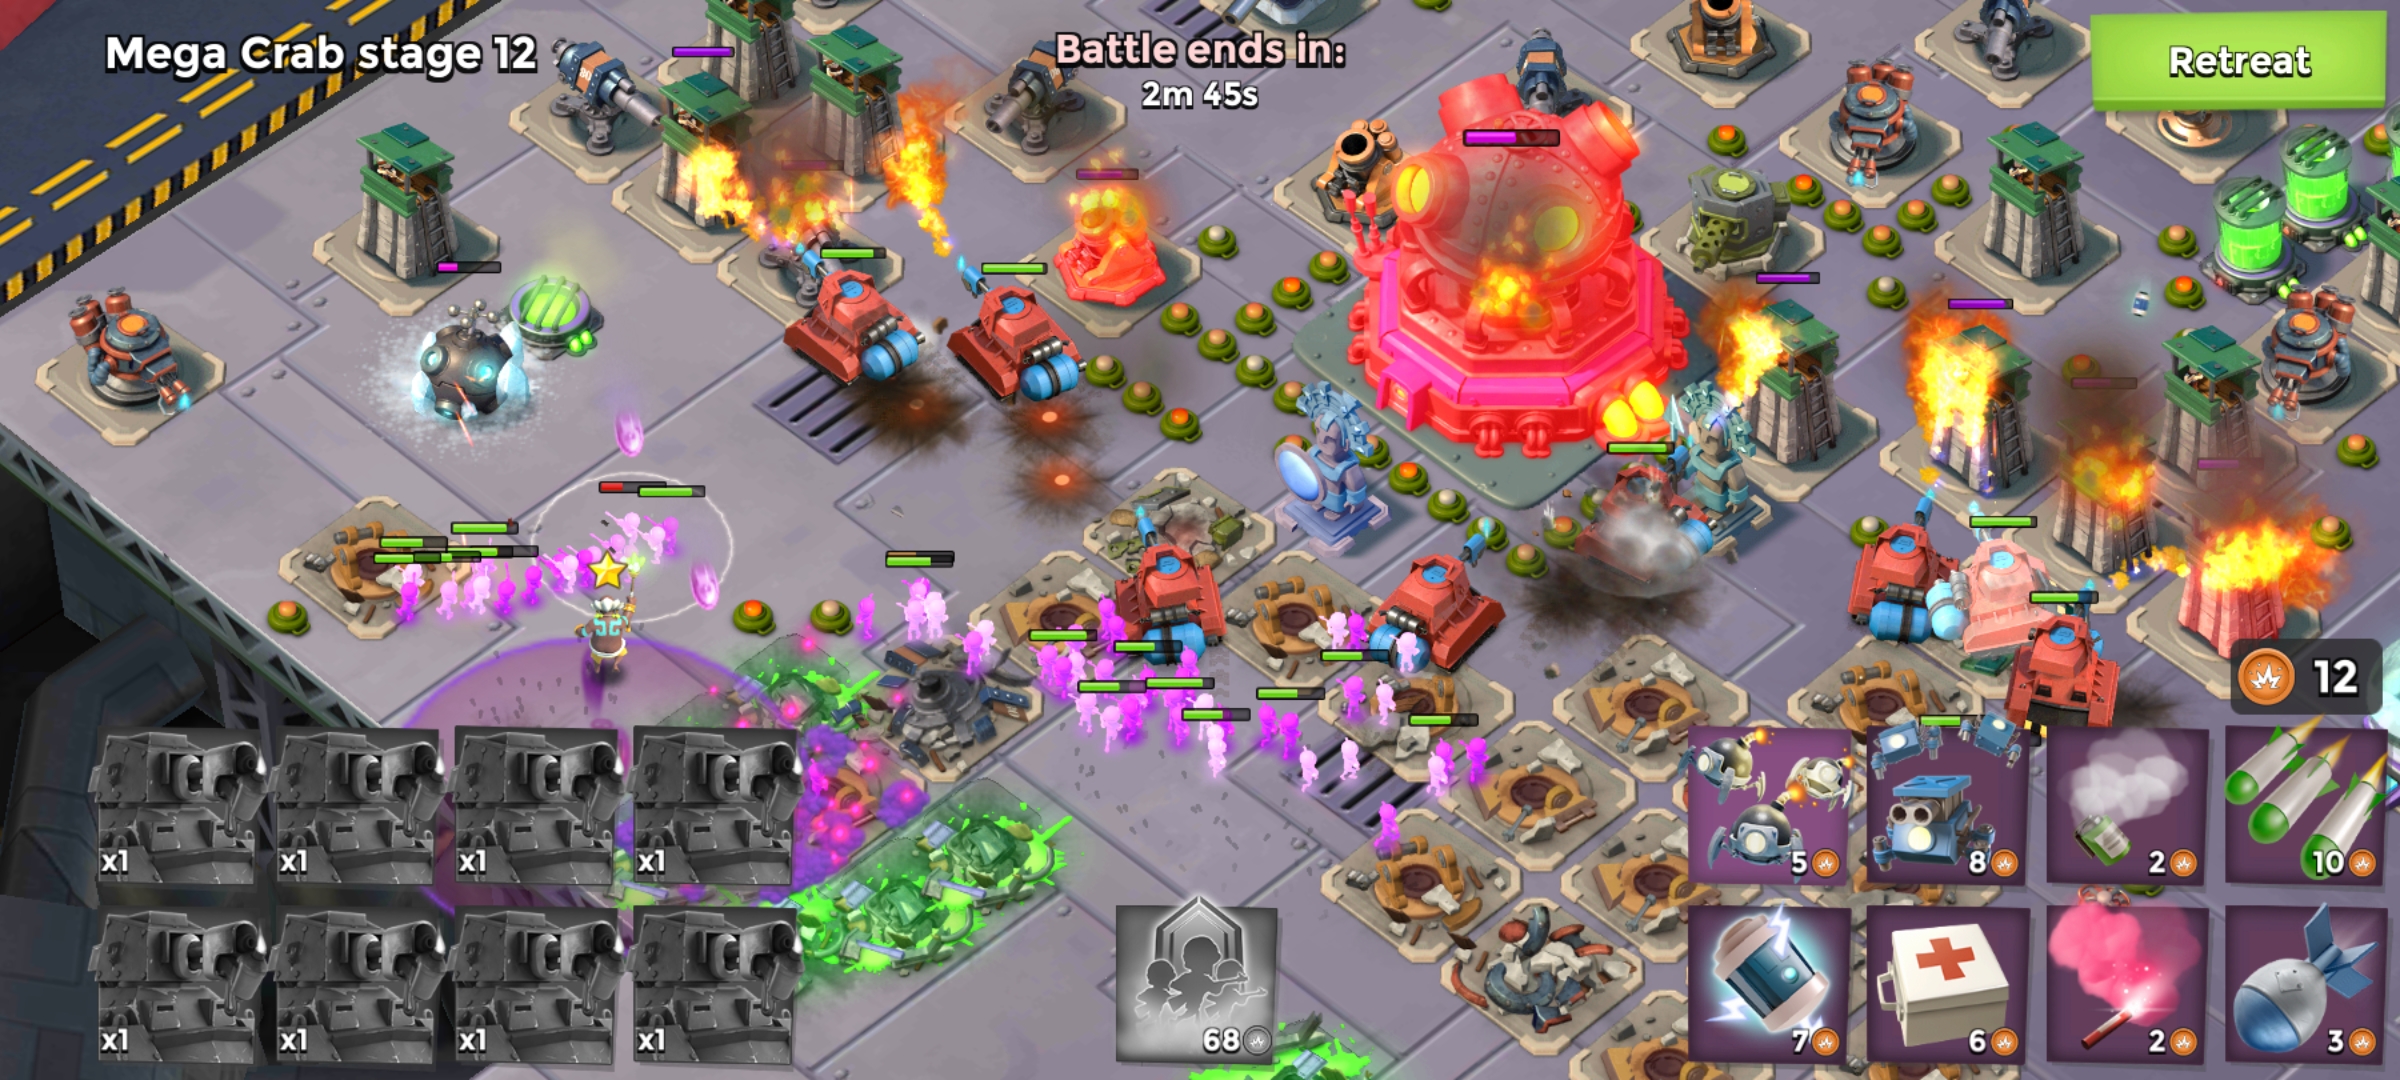 Mega Crab stage 12
Battle ends in:
2m 45s
Retreat
52
12
x1
x1
x1
x1
5
8
2
10
x1
x1
x1
x1
68
7
6
2
3